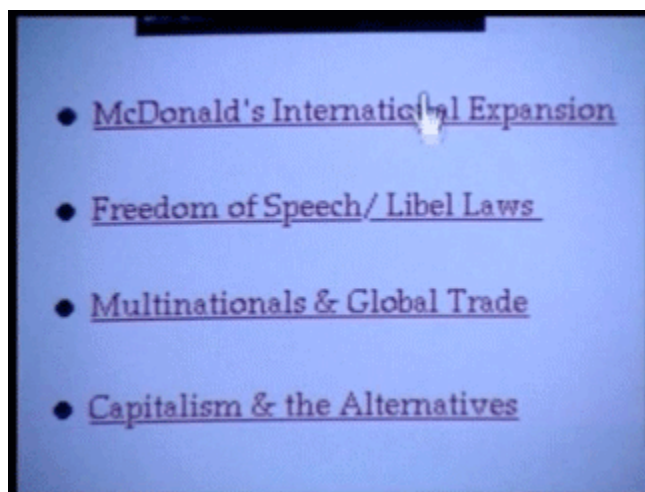 McDonald's International Expansion
Freedom of Speech/ Libel Laws
Multinationals & Global Trade
Capitalism & the Alternatives